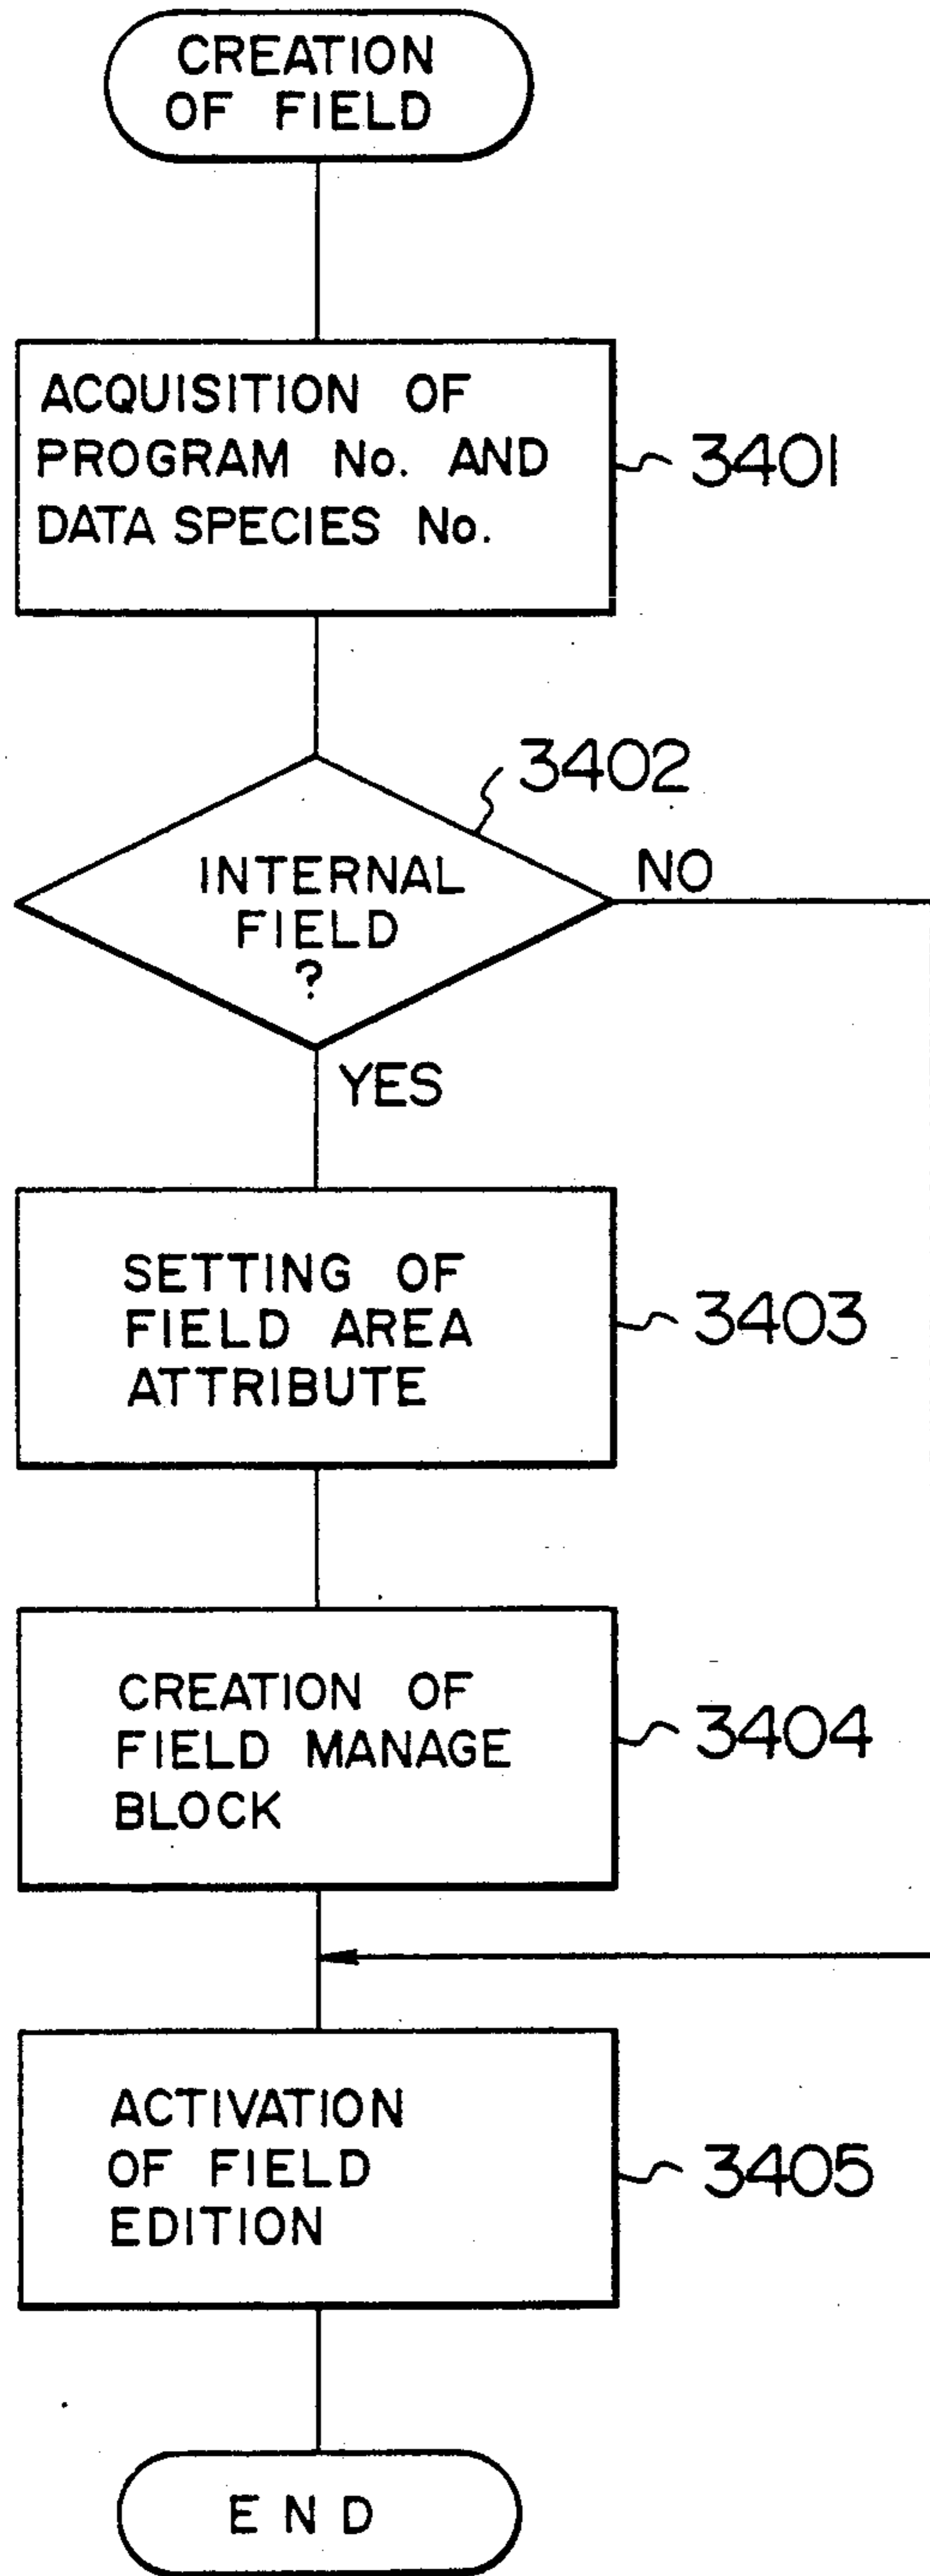 CREATION
OF FIELD
ACQUISITION OF
PROGRAM No. AND
DATA SPECIES No.
3401
3402
INTERNAL
FIELD
?
NO
YES
SETTING OF
FIELD AREA
ATTRIBUTE
3403
CREATION OF
FIELD MANAGE
BLOCK
3404
ACTIVATION
OF FIELD
EDITION
3405
END